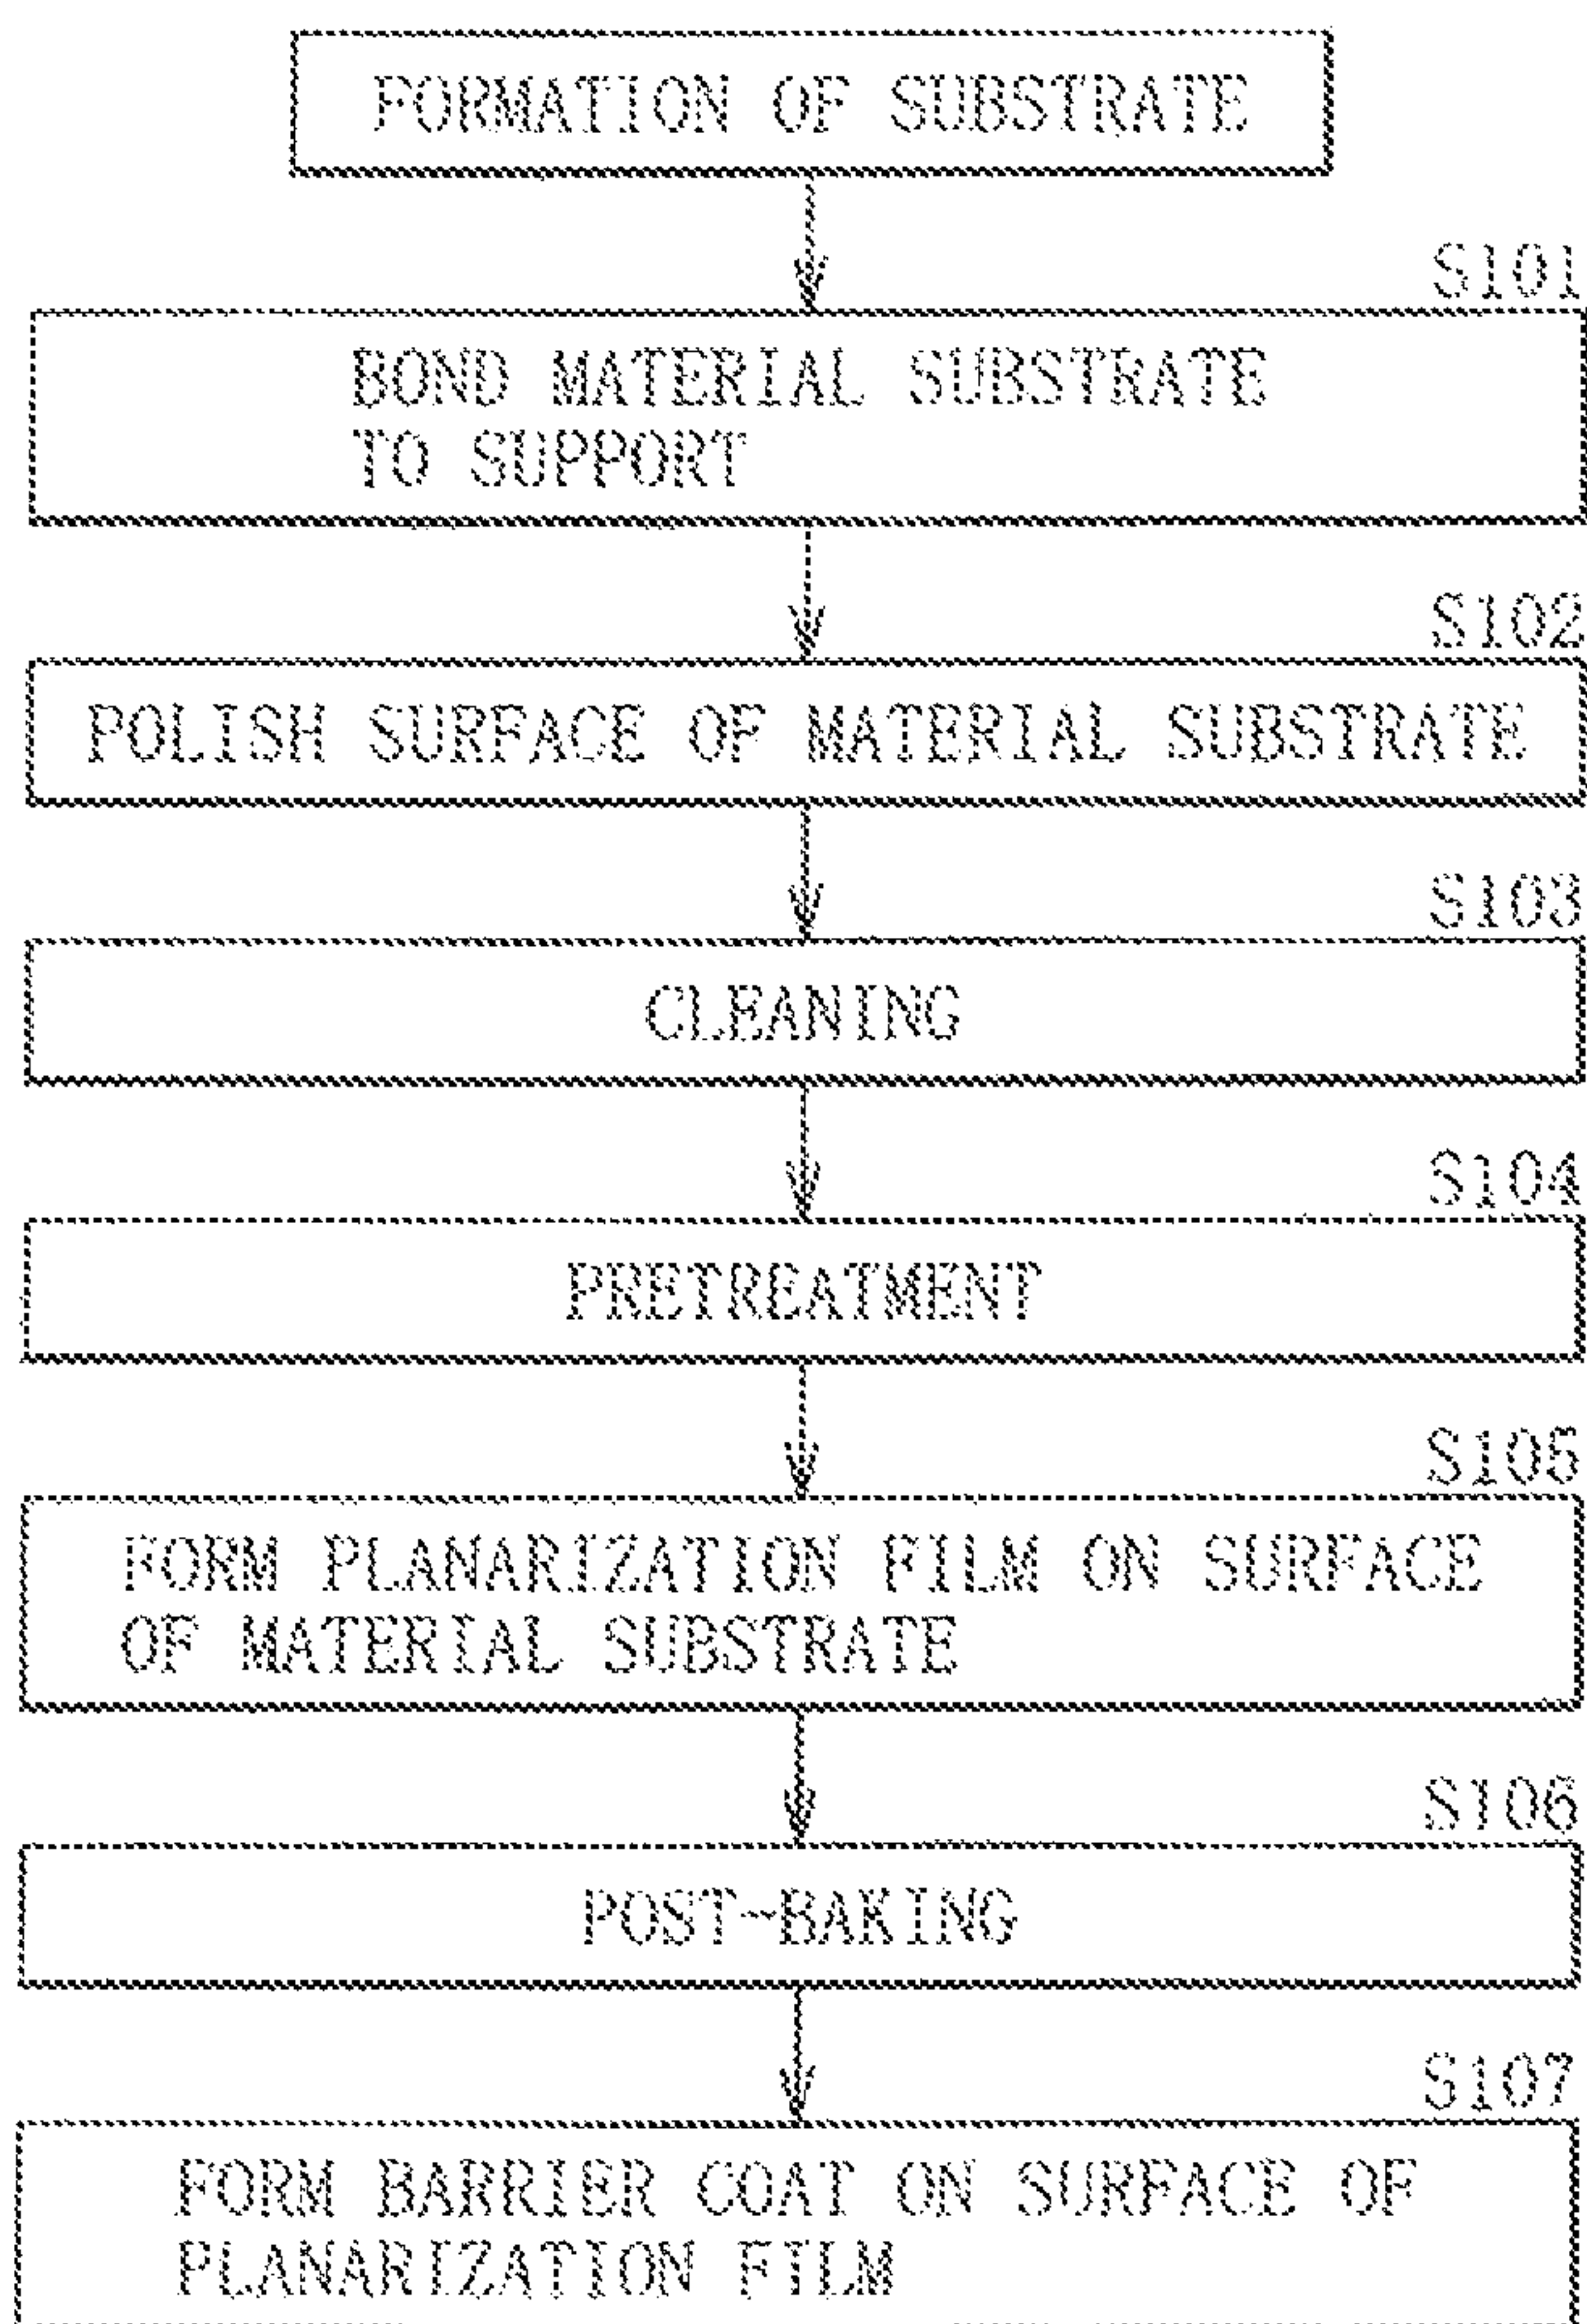 FORMATION OF SUBSTRATE
S101
BOND MATERIAL SUBSTRATE
TO SUPPORT
S102
POLISH SURFACE OF MATERIAL SUBSTRATE
S103
CLEANING
S104
PRETREATMENT
S105
FORM PLANARIZATION FILM ON SURFACE
OF MATERIAL SUBSTRATE
S106
POST-BAKING
S107
FORM BARRIER COAT ON SURFACE OF
PLANARIZATION FILM